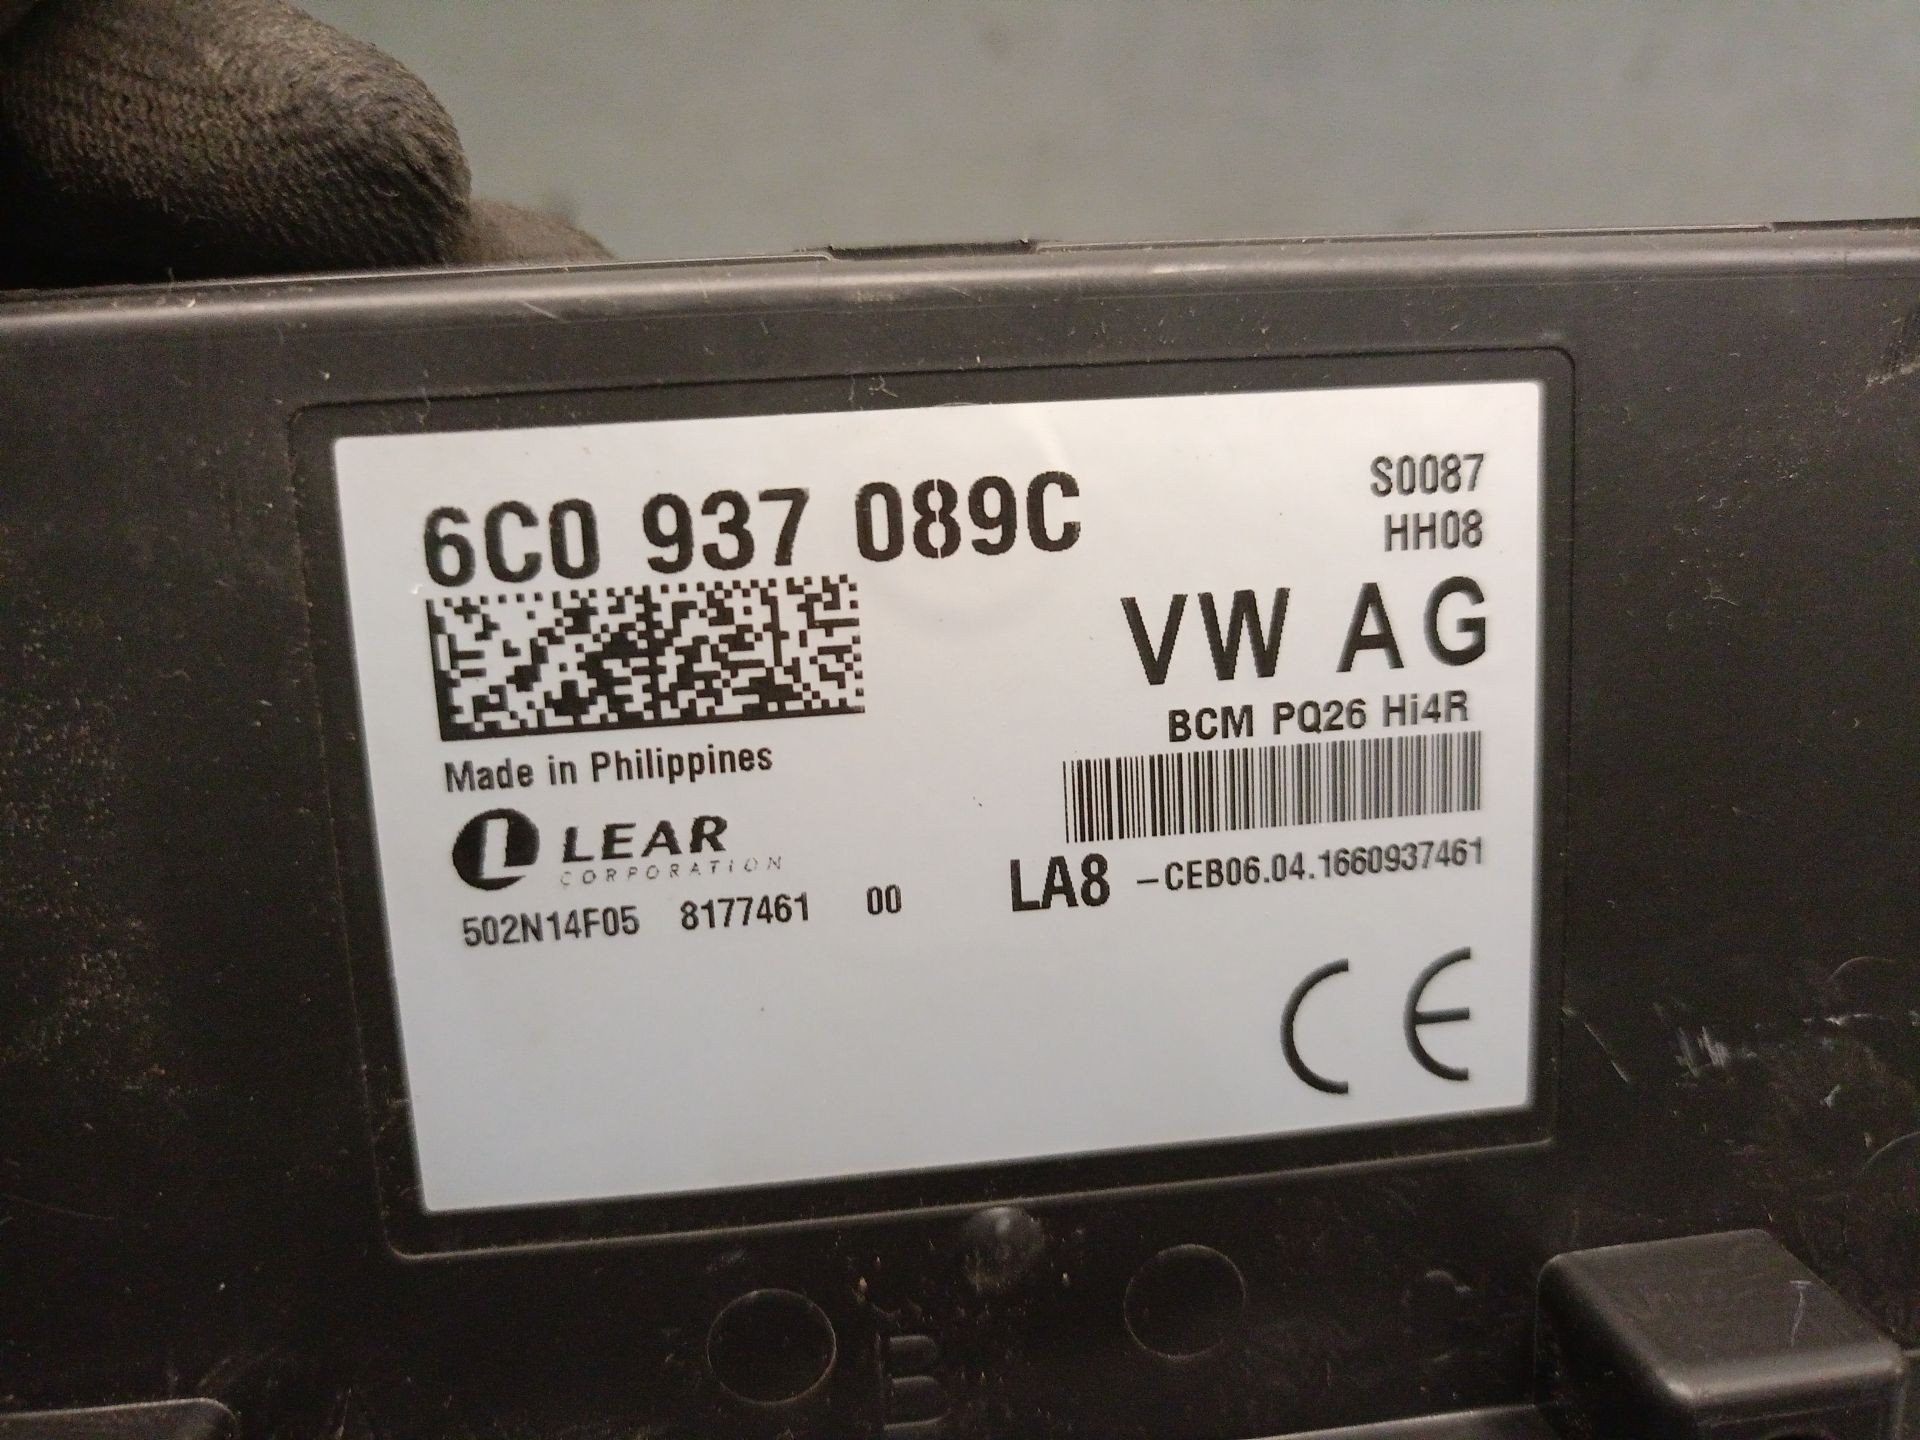 6C0 937 089C
S0087
HH08
VW AG
BCM PQ26 Hi4R
Made in Philippines
LEAR
CORPORATION
502N14F05 8177461 00
LA8 -CEB06.04.1660937461
CE
B